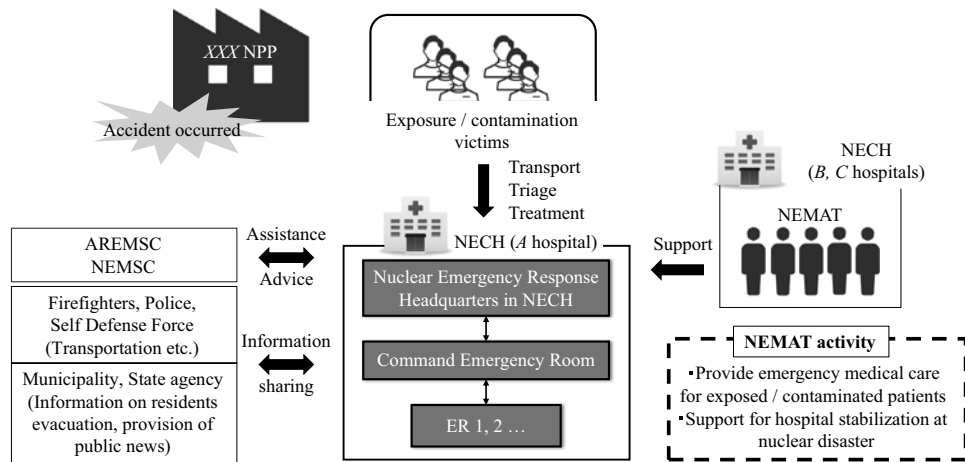 XXX NPP
Accident occurred
Exposure / contamination
victims
Transport
Triage
Treatment
NECH
(B, C hospitals)
NEMAT
Support
AREMSC
NEMSC
Assistance
Advice
Firefighters, Police,
Self Defense Force
(Transportation etc.)
Municipality, State agency
(Information on residents
evacuation, provision of
public news)
Information
sharing
NECH (A hospital)
Nuclear Emergency Response
Headquarters in NECH
Command Emergency Room
ER 1, 2 …
NEMAT activity
▪Provide emergency medical care
for exposed / contaminated patients
▪Support for hospital stabilization at
nuclear disaster